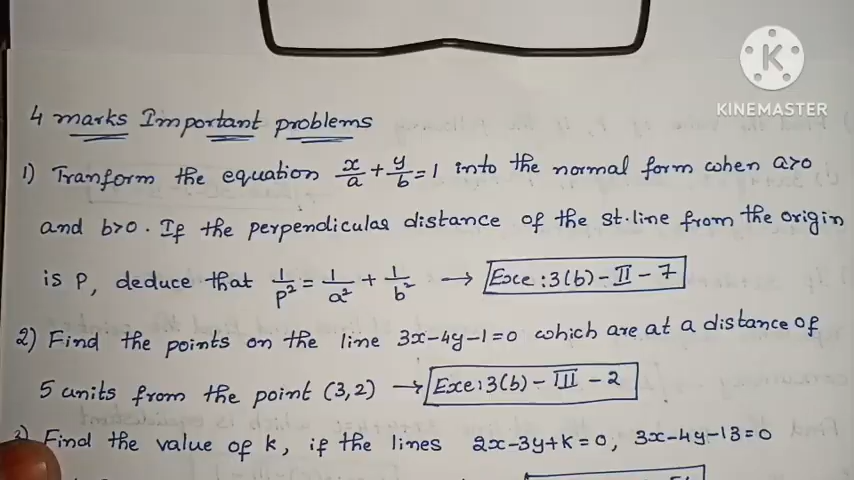 K
KINEMASTER
4 marks Important problems
1) Tranform the equation x/a + y/b = 1 into the normal form when a>0
and b>0. If the perpendicular distance of the st.line from the origin
is P, deduce that 1/P² = 1/a² + 1/b² → Exe : 3(b) - II - 7
2) Find the points on the line 3x-4y-1=0 which are at a distance of
5 units from the point (3,2) → Exe: 3(b) - III - 2
3) Find the value of k, if the lines 2x-3y+k=0, 3x-4y-13=0